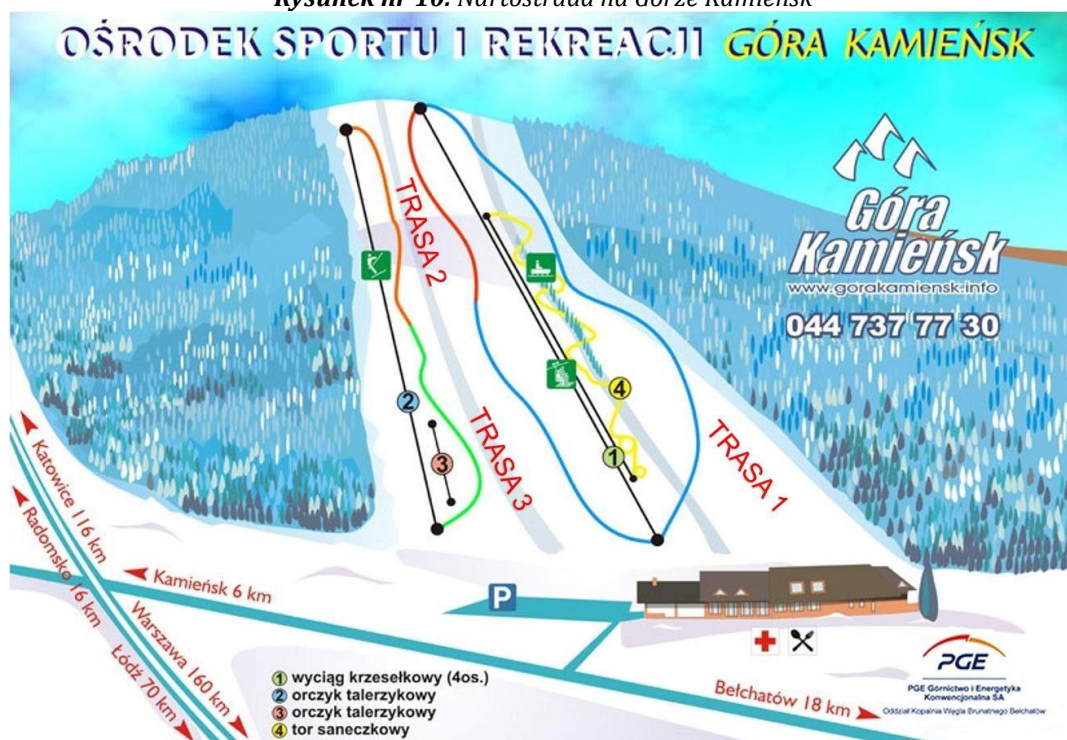 Rysunek nr 10. Nartostrada na Górze Kamieńsk
OŚRODEK SPORTU I REKREACJI GÓRA KAMIEŃSK
Góra
Kamieńsk
www.gorakamiensk.info
044 737 77 30
TRASA 2
TRASA 3
TRASA 1
4
2
3
1
Katowice 116 km
Radomsko 16 km
Kamieńsk 6 km
Warszawa 160 km
Łódź 70 km
P
Bełchatów 18 km
PGE
PGE Górnictwo i Energetyka
Konwencjonalna SA
Oddział Kopalnia Węgla Brunatnego Bełchatów
1 wyciąg krzesełkowy (4os.)
2 orczyk talerzykowy
3 orczyk talerzykowy
4 tor saneczkowy